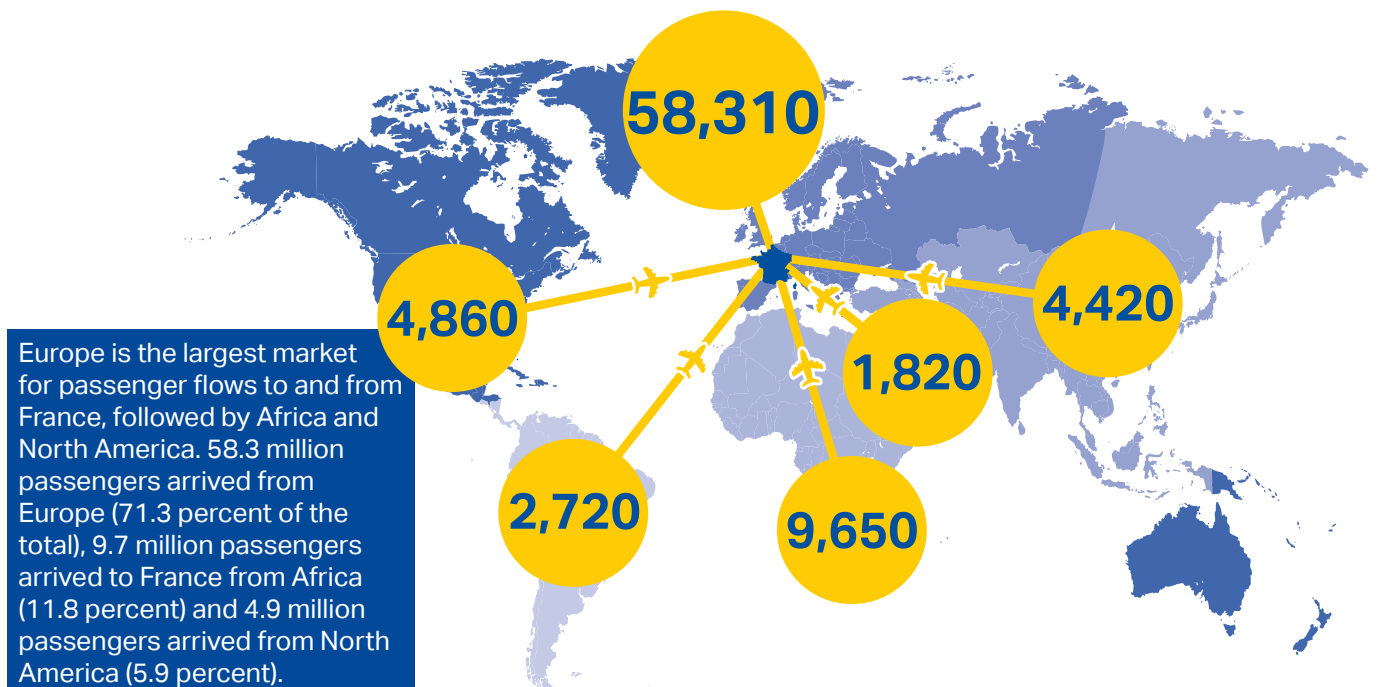 58,310
4,860
4,420
1,820
2,720
9,650
Europe is the largest market
for passenger flows to and from
France, followed by Africa and
North America. 58.3 million
passengers arrived from
Europe (71.3 percent of the
total), 9.7 million passengers
arrived to France from Africa
(11.8 percent) and 4.9 million
passengers arrived from North
America (5.9 percent).